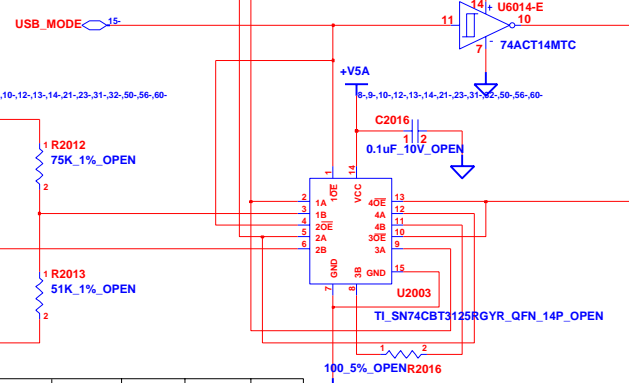 14 + U6014-E
USB_MODE 15-
11
10
74ACT14MTC
7 -
+V5A
,10-,12-,13-,14-,21-,23-,31-,32-,50-,56-,60-
8-,9-,10-,12-,13-,14-,21-,23-,31-,32-,50-,56-,60-
C2016
1 2
0.1uF_10V_OPEN
1 R2012
75K_1%_OPEN
2
1 14
1OE VCC
2 1A 4OE 13
3 1B 4A 12
4 2OE 4B 11
5 2A 3OE 10
6 2B 3A 9
GND 3B GND 15
7 8
U2003
1 R2013
51K_1%_OPEN
2
TI_SN74CBT3125RGYR_QFN_14P_OPEN
1 2
100_5%_OPEN R2016